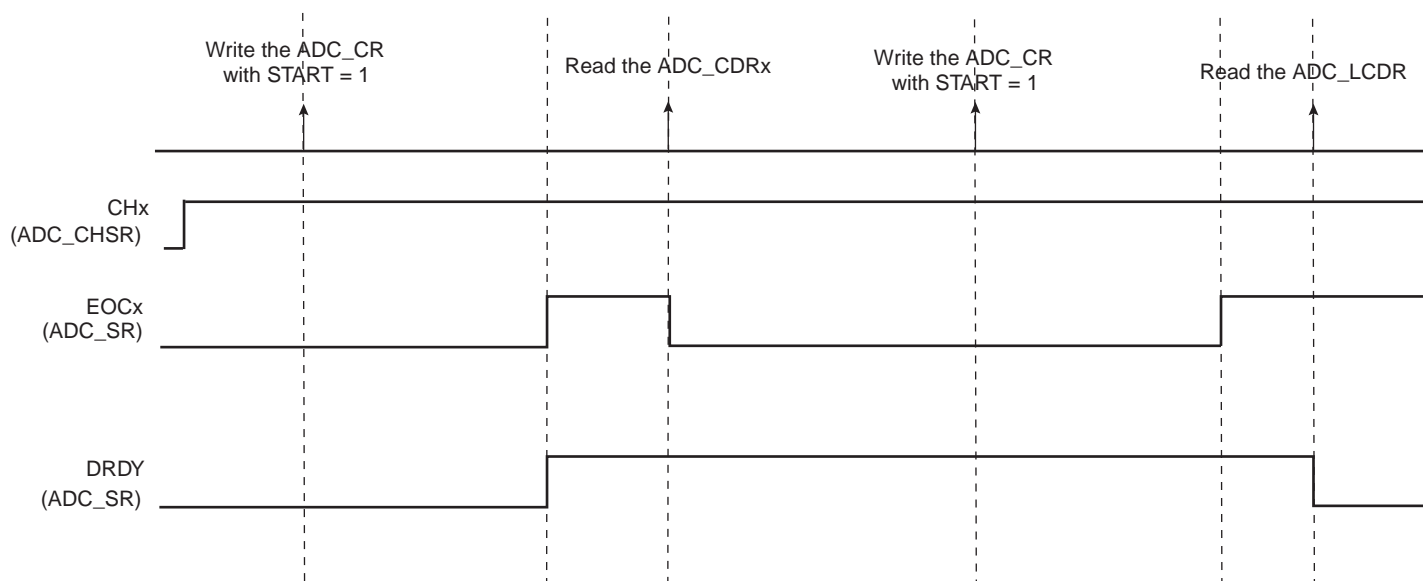 Write the ADC_CR
with START = 1
Read the ADC_CDRx
Write the ADC_CR
with START = 1
Read the ADC_LCDR
CHx
(ADC_CHSR)
EOCx
(ADC_SR)
DRDY
(ADC_SR)